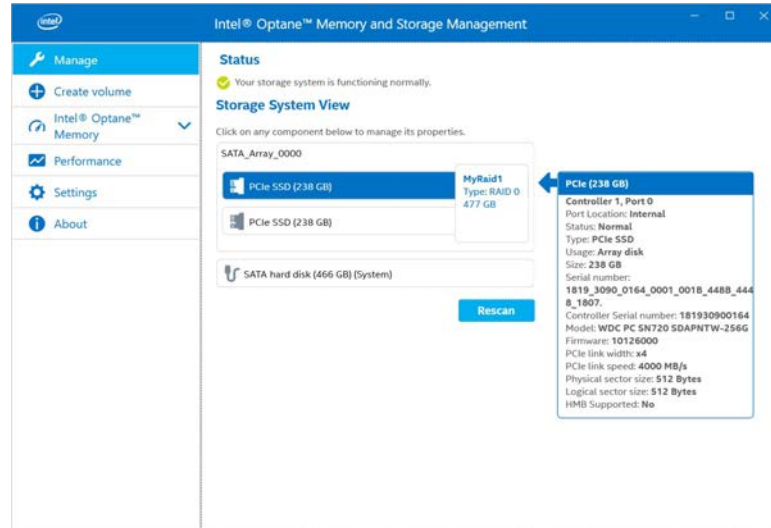 intel
Intel® Optane™ Memory and Storage Management
Manage
Create volume
Intel® Optane™
Memory
Performance
Settings
About
Status
Your storage system is functioning normally.
Storage System View
Click on any component below to manage its properties.
SATA_Array_0000
PCIe SSD (238 GB)
PCIe SSD (238 GB)
MyRaid1
Type: RAID 0
477 GB
SATA hard disk (466 GB) (System)
Rescan
PCIe (238 GB)
Controller 1, Port 0
Port Location: Internal
Status: Normal
Type: PCIe SSD
Usage: Array disk
Size: 238 GB
Serial number:
1819_3090_0164_0001_001B_448B_444
8_1807.
Controller Serial number: 181930900164
Model: WDC PC SN720 SDAPNTW-256G
Firmware: 10126000
PCIe link width: x4
PCIe link speed: 4000 MB/s
Physical sector size: 512 Bytes
Logical sector size: 512 Bytes
HMB Supported: No